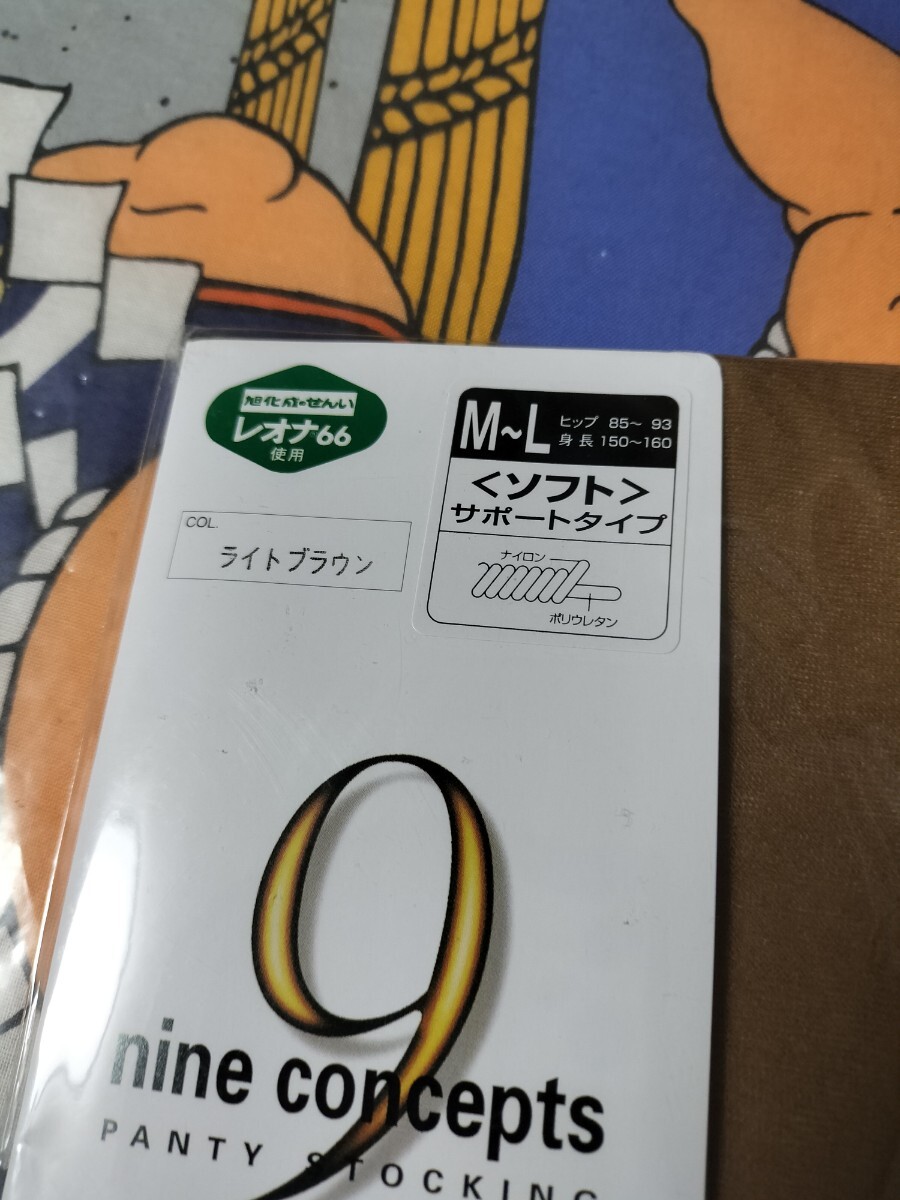 旭化成のせんい
レオナ66
使用
M~L
ヒップ 85~ 93
身長 150~160
<ソフト>
サポートタイプ
ナイロン
ポリウレタン
COL.
ライトブラウン
9
nine concepts
PANTY STOCKING